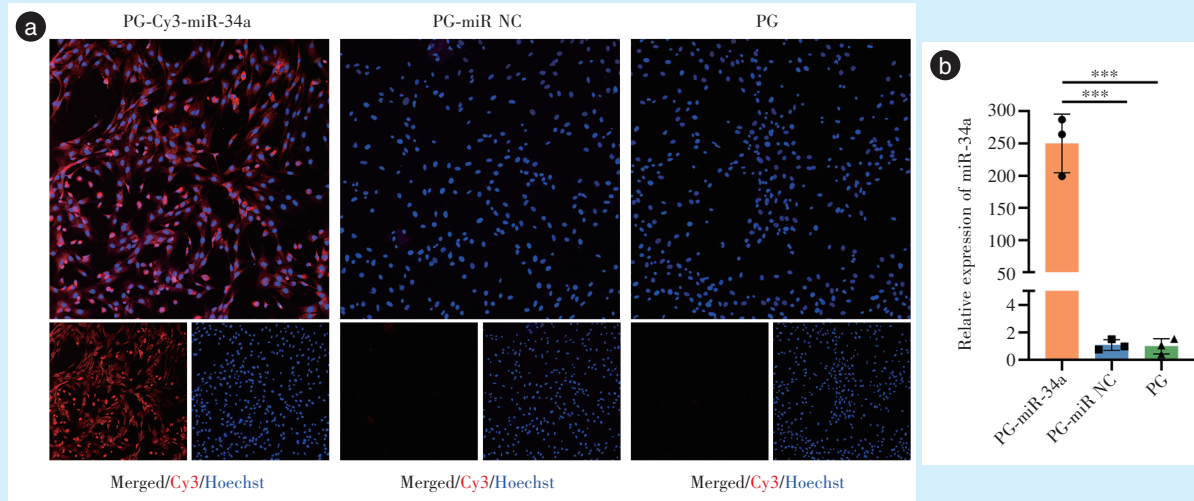 a
PG-Cy3-miR-34a
PG-miR NC
PG
Merged/Cy3/Hoechst
Merged/Cy3/Hoechst
Merged/Cy3/Hoechst
b
***
***
Relative expression of miR-34a
300
250
200
150
100
50
4
2
0
PG-miR-34a
PG-miR NC
PG